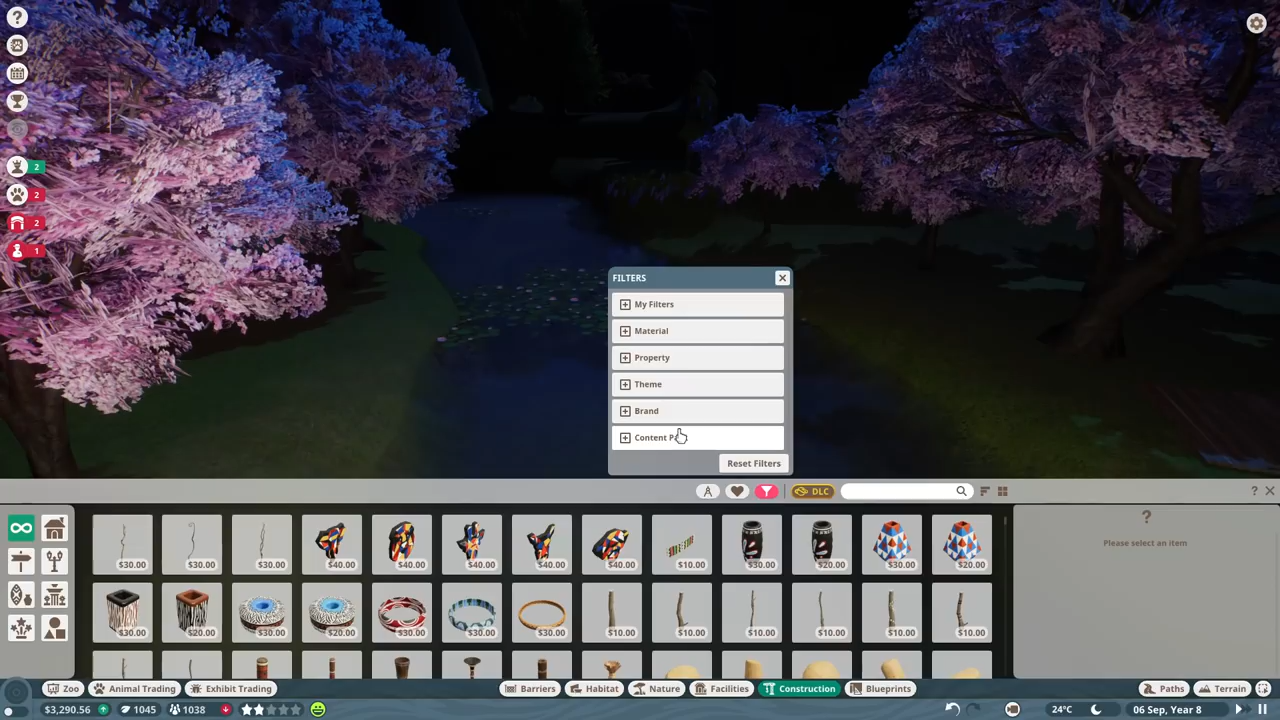 ?
2
2
2
1
FILTERS
My Filters
Material
Property
Theme
Brand
Content
Reset Filters
DLC
?
$30.00 $30.00 $30.00 $40.00 $40.00 $40.00 $40.00 $40.00 $10.00 $30.00 $20.00 $30.00 $20.00
$30.00 $20.00 $30.00 $20.00 $30.00 $30.00 $30.00 $10.00 $10.00 $10.00 $10.00 $10.00 $10.00
?
Please select an item
Zoo Animal Trading Exhibit Trading Barriers Habitat Nature Facilities Construction Blueprints Paths Terrain
$3,290.56 1045 1038 24°C 06 Sep, Year 8